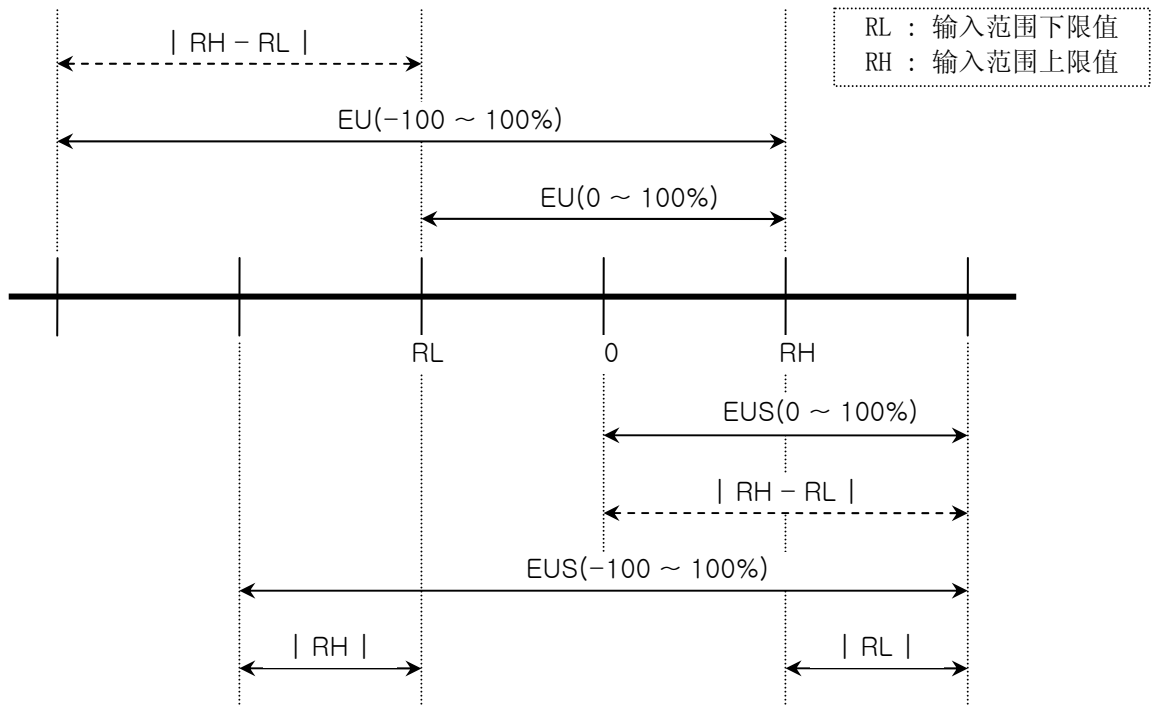 | RH - RL |
RL : 输入范围下限值
RH : 输入范围上限值
EU(-100 ~ 100%)
EU(0 ~ 100%)
RL 0 RH
EUS(0 ~ 100%)
| RH - RL |
EUS(-100 ~ 100%)
| RH | | RL |